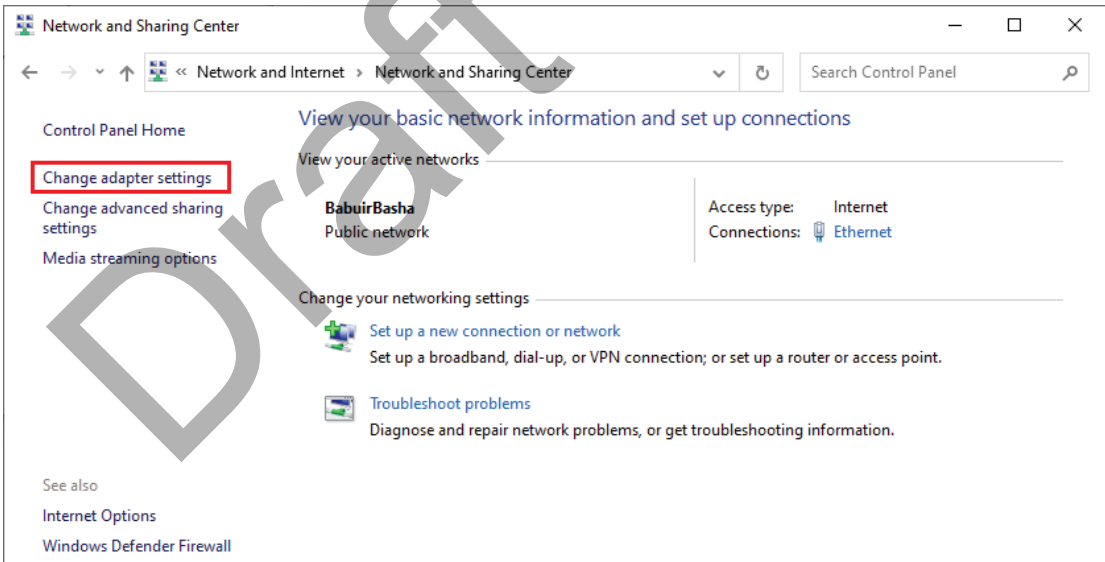 Network and Sharing Center
« Network and Internet › Network and Sharing Center
Search Control Panel
Control Panel Home
Change adapter settings
Change advanced sharing
settings
Media streaming options
See also
Internet Options
Windows Defender Firewall
View your basic network information and set up connections
View your active networks
BabuirBasha
Public network
Access type: Internet
Connections: Ethernet
Change your networking settings
Set up a new connection or network
Set up a broadband, dial-up, or VPN connection; or set up a router or access point.
Troubleshoot problems
Diagnose and repair network problems, or get troubleshooting information.
Draft